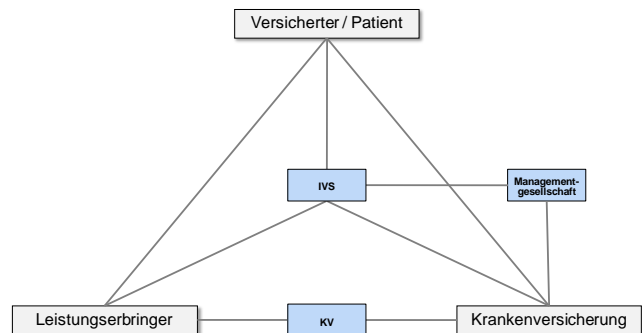 Versicherter / Patient
IVS
Management-
gesellschaft
Leistungserbringer
KV
Krankenversicherung